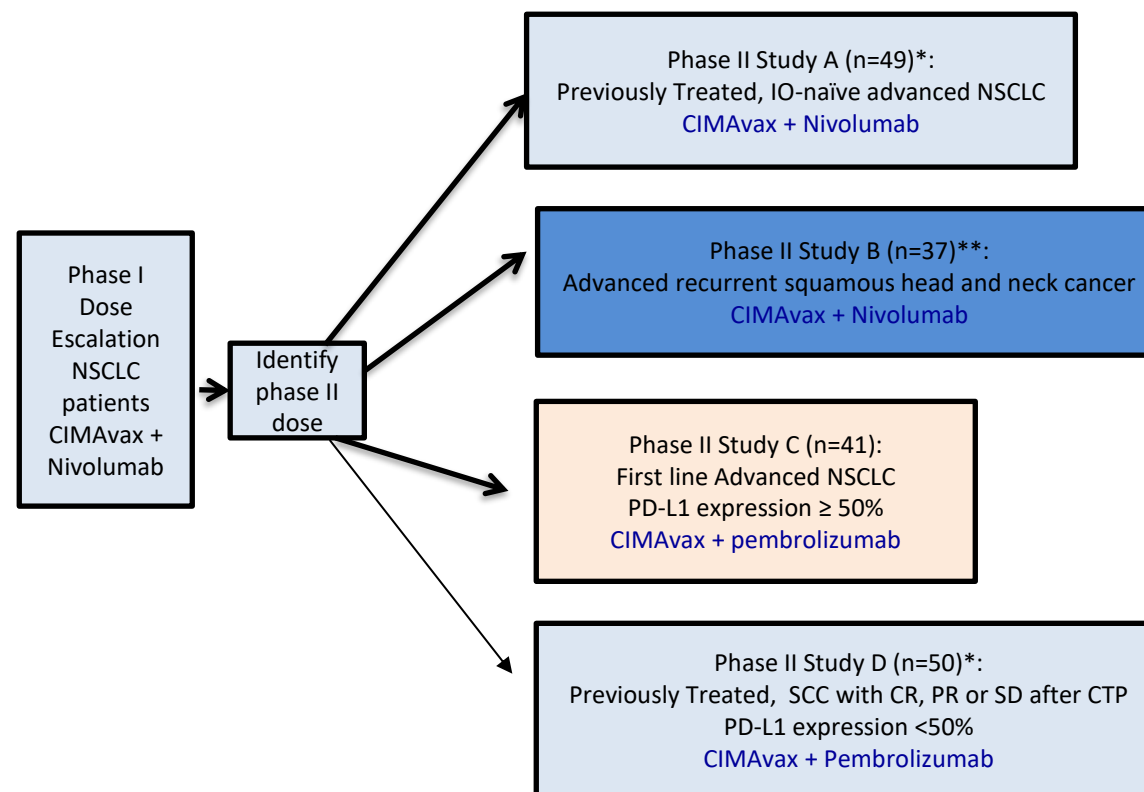 Phase I
Dose
Escalation
NSCLC
patients
CIMAvax +
Nivolumab
Identify
phase II
dose
Phase II Study A (n=49)*:
Previously Treated, IO-naïve advanced NSCLC
CIMAvax + Nivolumab
Phase II Study B (n=37)**:
Advanced recurrent squamous head and neck cancer
CIMAvax + Nivolumab
Phase II Study C (n=41):
First line Advanced NSCLC
PD-L1 expression ≥ 50%
CIMAvax + pembrolizumab
Phase II Study D (n=50)*:
Previously Treated, SCC with CR, PR or SD after CTP
PD-L1 expression <50%
CIMAvax + Pembrolizumab